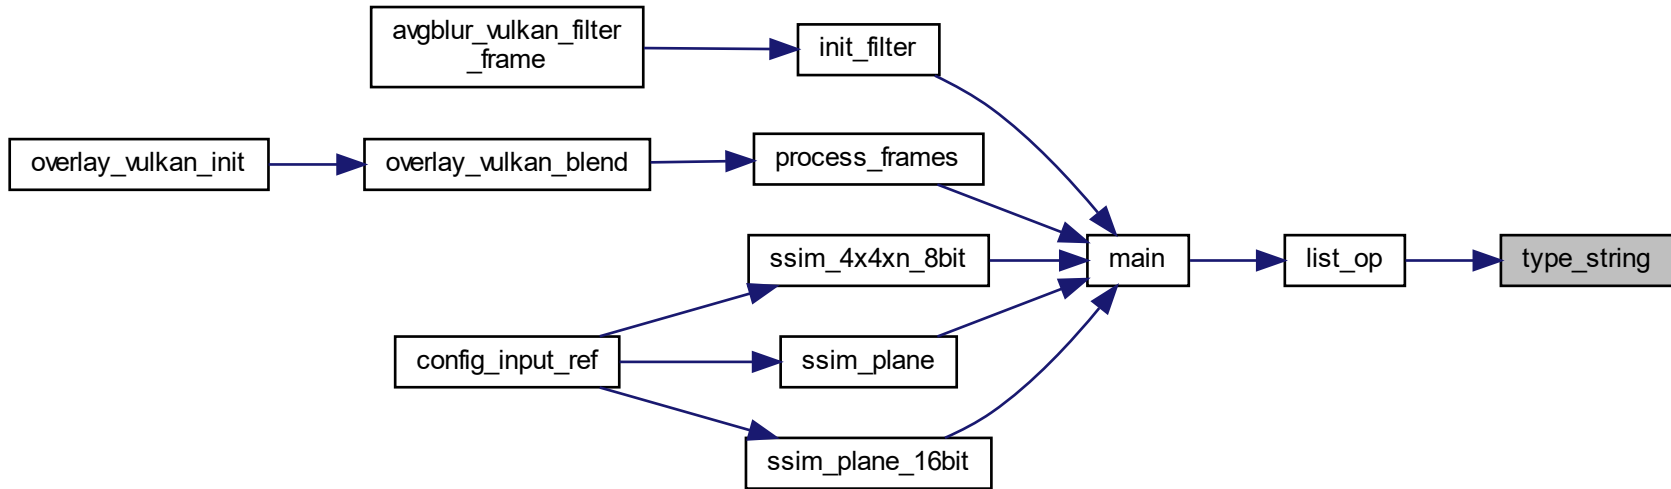 avgblur_vulkan_filter
_frame
init_filter
overlay_vulkan_init
overlay_vulkan_blend
process_frames
ssim_4x4xn_8bit
main
list_op
type_string
config_input_ref
ssim_plane
ssim_plane_16bit